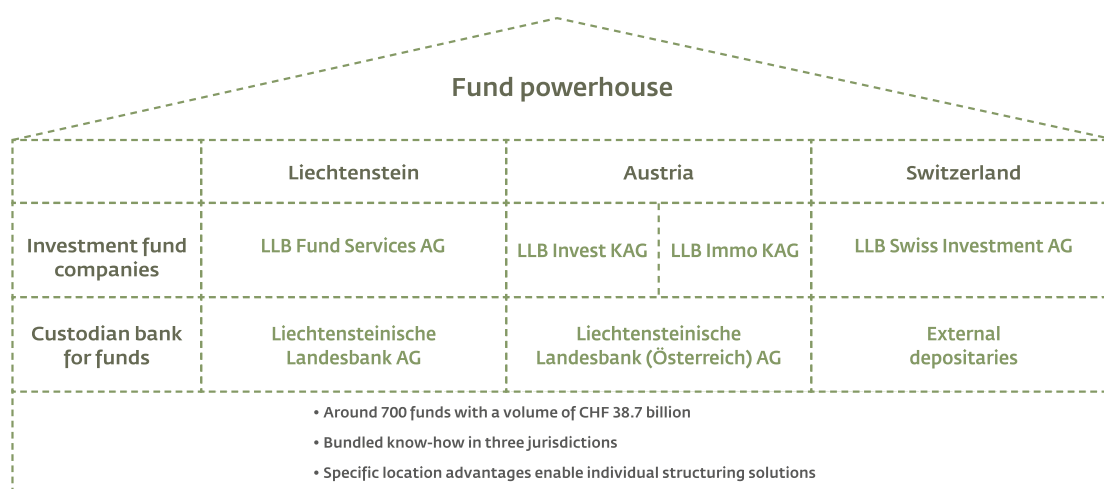 Fund powerhouse
Liechtenstein
Austria
Switzerland
Investment fund
companies
LLB Fund Services AG
LLB Invest KAG
LLB Immo KAG
LLB Swiss Investment AG
Custodian bank
for funds
Liechtensteinische
Landesbank AG
Liechtensteinische
Landesbank (Österreich) AG
External
depositaries
• Around 700 funds with a volume of CHF 38.7 billion
• Bundled know-how in three jurisdictions
• Specific location advantages enable individual structuring solutions